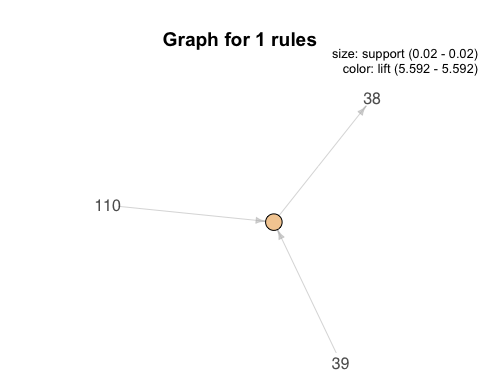 Graph for 1 rules
size: support (0.02 - 0.02)
color: lift (5.592 - 5.592)
38
110
39